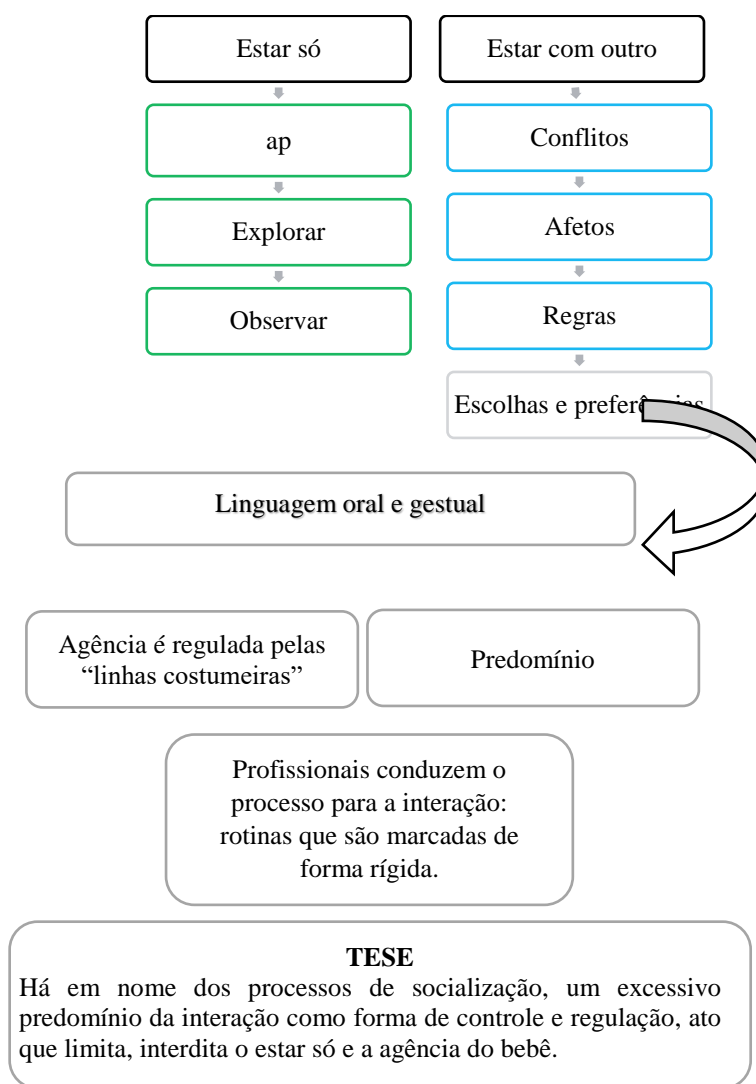 Estar só
ap
Explorar
Observar
Estar com outro
Conflitos
Afetos
Regras
Escolhas e preferências
Linguagem oral e gestual
Agência é regulada pelas
“linhas costumeiras”
Predomínio
Profissionais conduzem o
processo para a interação:
rotinas que são marcadas de
forma rígida.
TESE
Há em nome dos processos de socialização, um excessivo
predomínio da interação como forma de controle e regulação, ato
que limita, interdita o estar só e a agência do bebê.